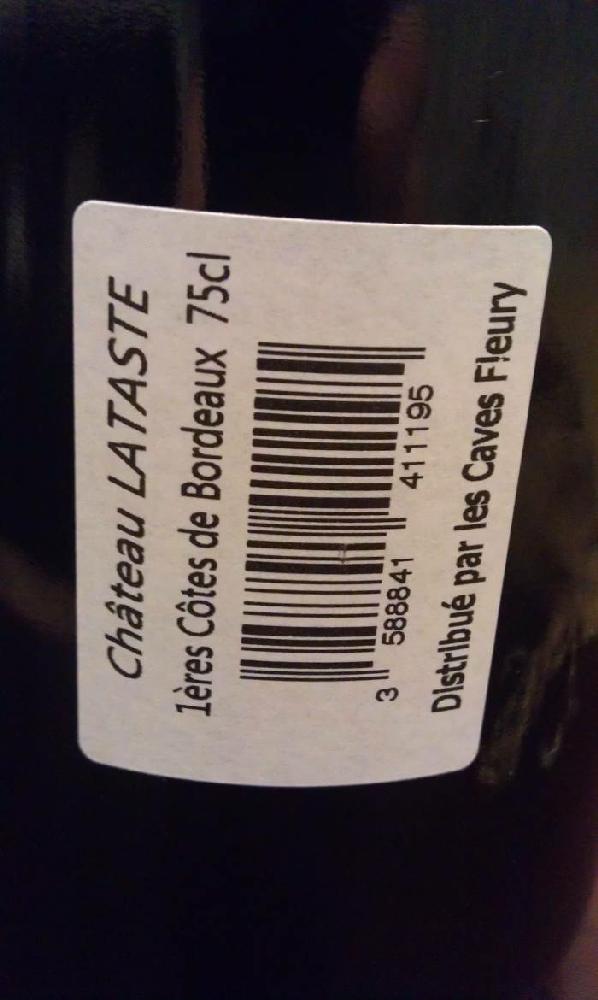 Château LATASTE
1ères Côtes de Bordeaux 75cl
3 588841 411195
Distribué par les Caves Fleury